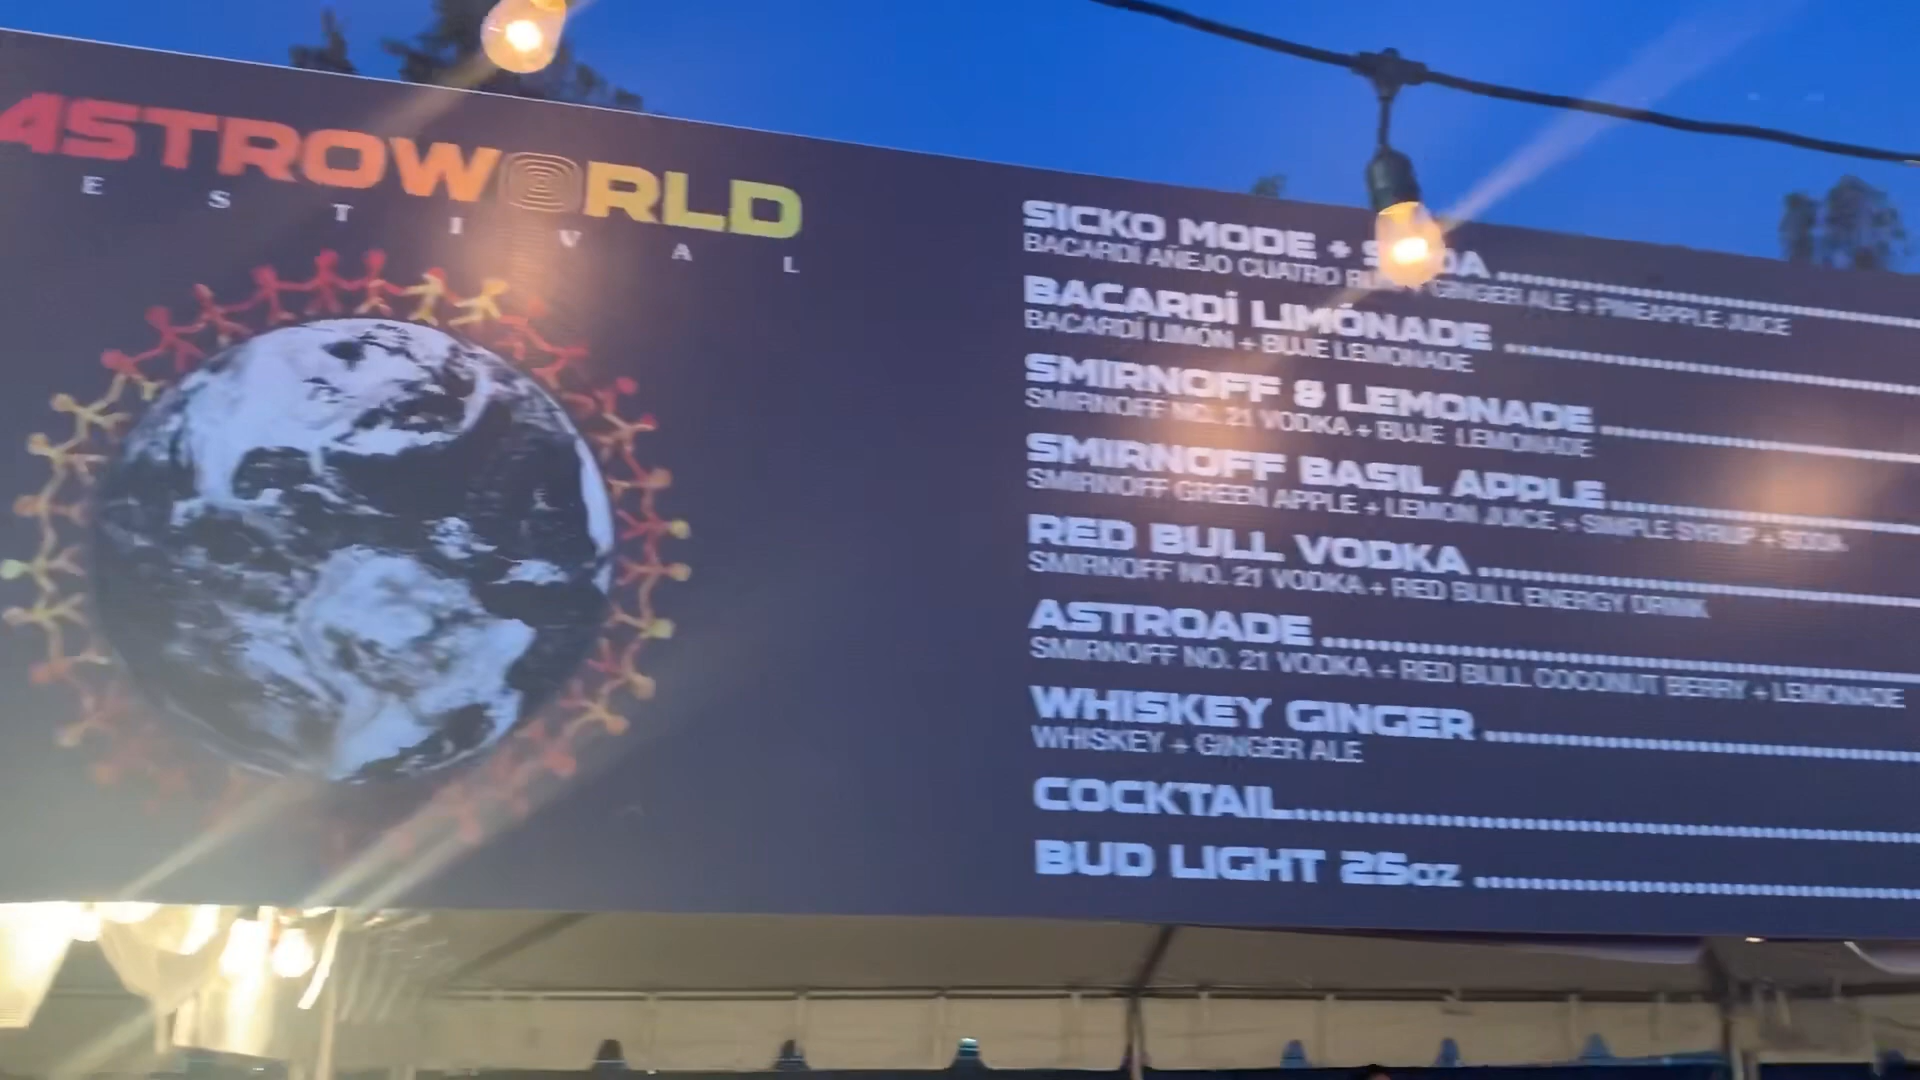 ASTROWORLD
ESTIVAL
SICKO MODE +
BACARDÍ AÑEJO CUATRO GINGER ALE + PINEAPPLE JUICE
BACARDÍ LIMÓNADE
BACARDÍ LIMÓN + BUJE LEMONADE
SMIRNOFF & LEMONADE
SMIRNOFF NO. 21 VODKA + BUJE LEMONADE
SMIRNOFF BASIL APPLE
SMIRNOFF GREEN APPLE + LEMON JUICE + SIMPLE SYRUP + SODA
RED BULL VODKA
SMIRNOFF NO. 21 VODKA + RED BULL ENERGY DRINK
ASTROADE
SMIRNOFF NO. 21 VODKA + RED BULL COCONUT BERRY + LEMONADE
WHISKEY GINGER
WHISKEY + GINGER ALE
COCKTAIL
BUD LIGHT 25oz